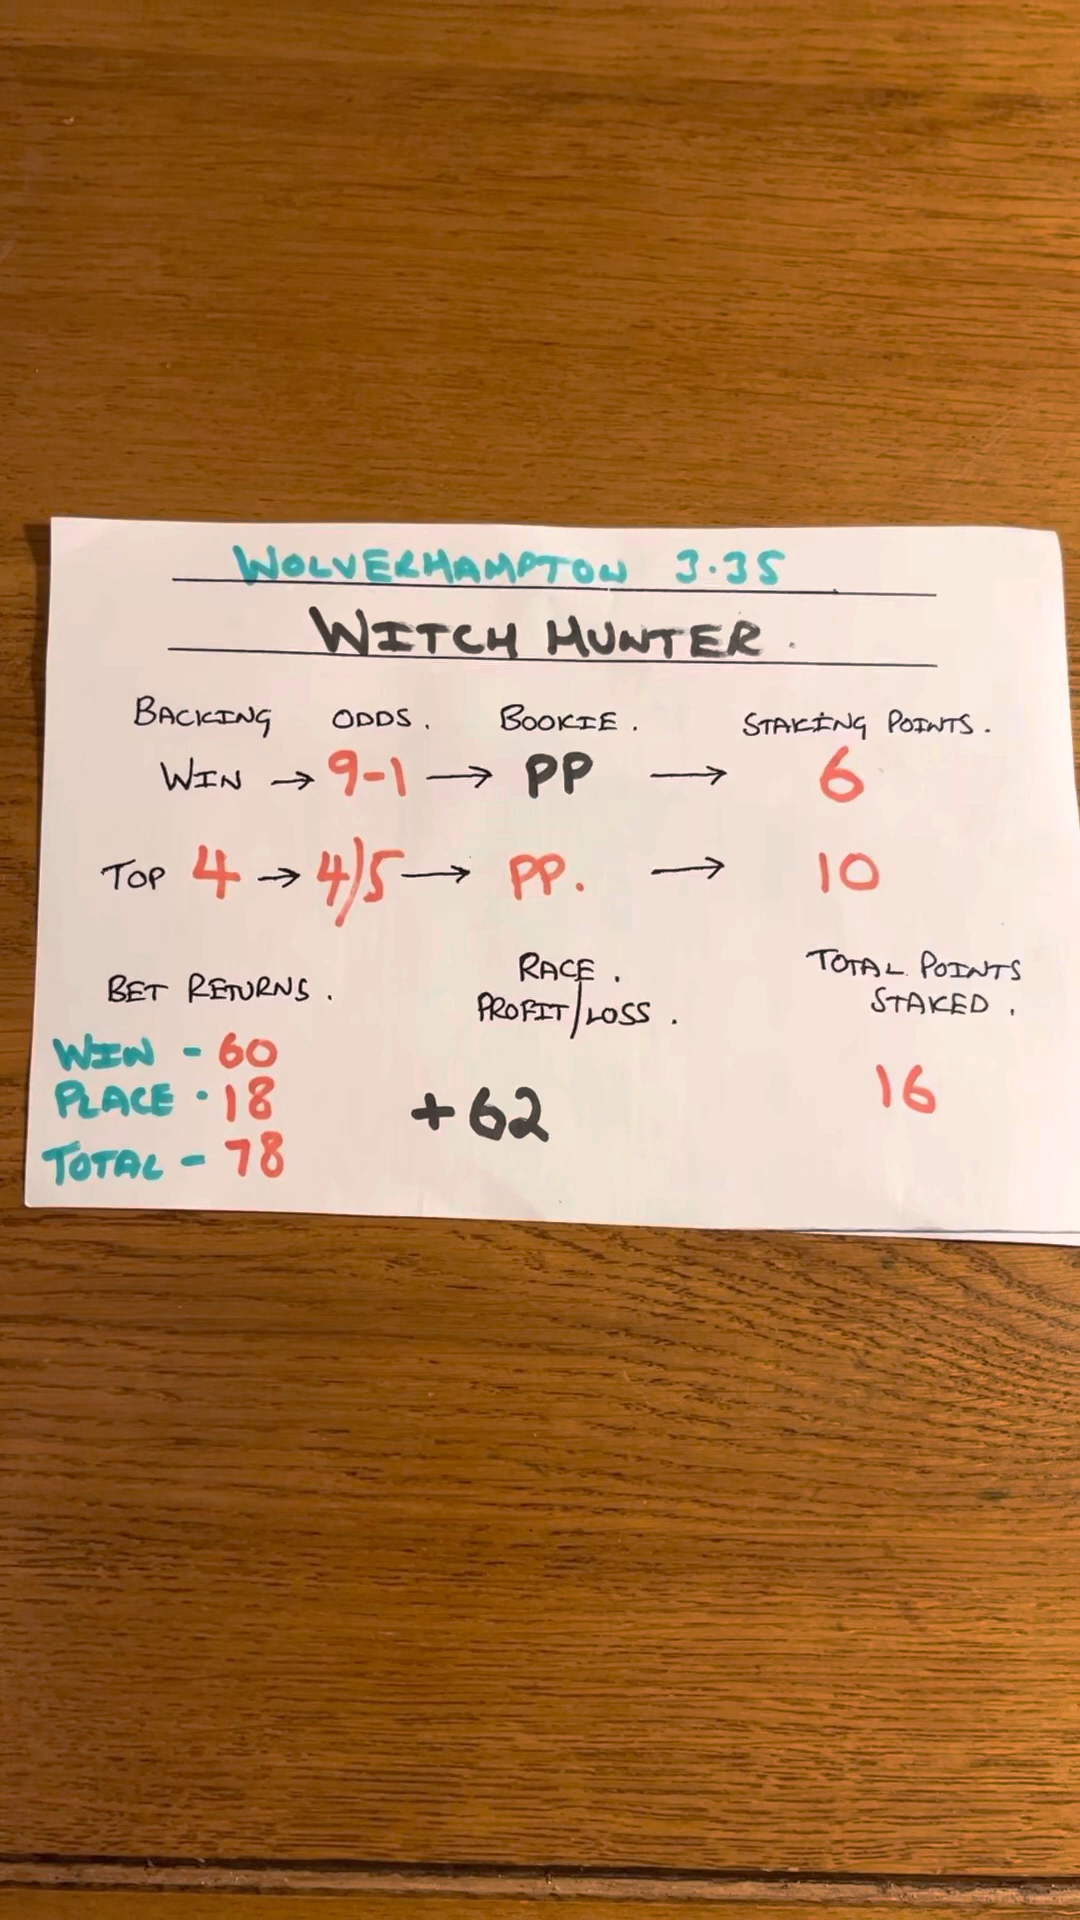 WOLVERHAMPTON 3.35
WITCH HUNTER.
BACKING ODDS. BOOKIE. STAKING POINTS.
WIN → 9-1 → PP → 6
TOP 4 → 4/5 → PP. → 10
BET RETURNS. RACE. PROFIT/LOSS. TOTAL POINTS STAKED.
WIN - 60
PLACE · 18
TOTAL - 78
+62
16